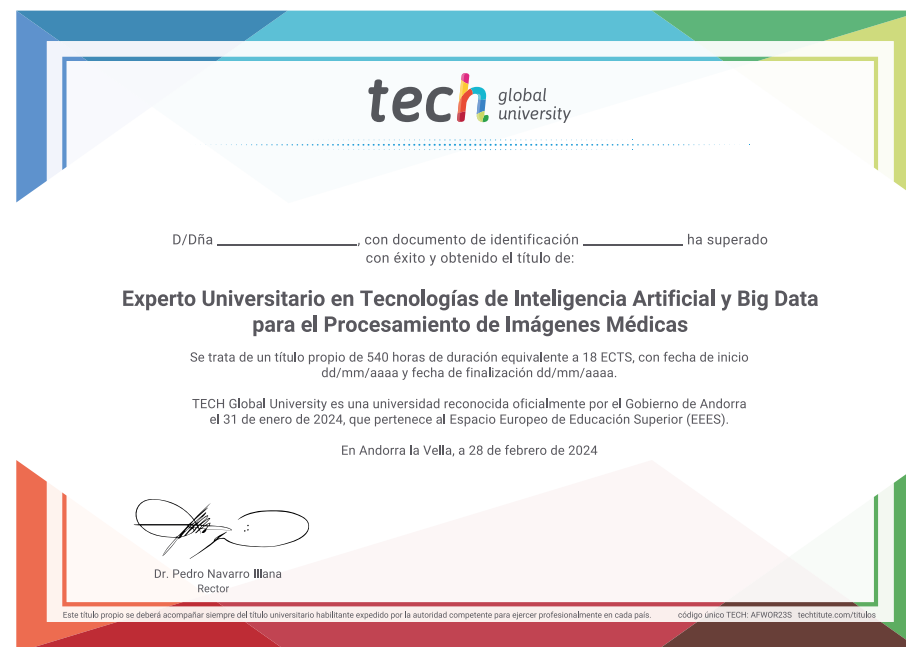 tech global university
D/Dña ____________________, con documento de identificación ______________ ha superado
con éxito y obtenido el título de:
Experto Universitario en Tecnologías de Inteligencia Artificial y Big Data
para el Procesamiento de Imágenes Médicas
Se trata de un título propio de 540 horas de duración equivalente a 18 ECTS, con fecha de inicio
dd/mm/aaaa y fecha de finalización dd/mm/aaaa.
TECH Global University es una universidad reconocida oficialmente por el Gobierno de Andorra
el 31 de enero de 2024, que pertenece al Espacio Europeo de Educación Superior (EEES).
En Andorra la Vella, a 28 de febrero de 2024
Dr. Pedro Navarro Illana
Rector
Este título propio se deberá acompañar siempre del título universitario habilitante expedido por la autoridad competente para ejercer profesionalmente en cada país. código único TECH: AFWOR23S techtitute.com/titulos